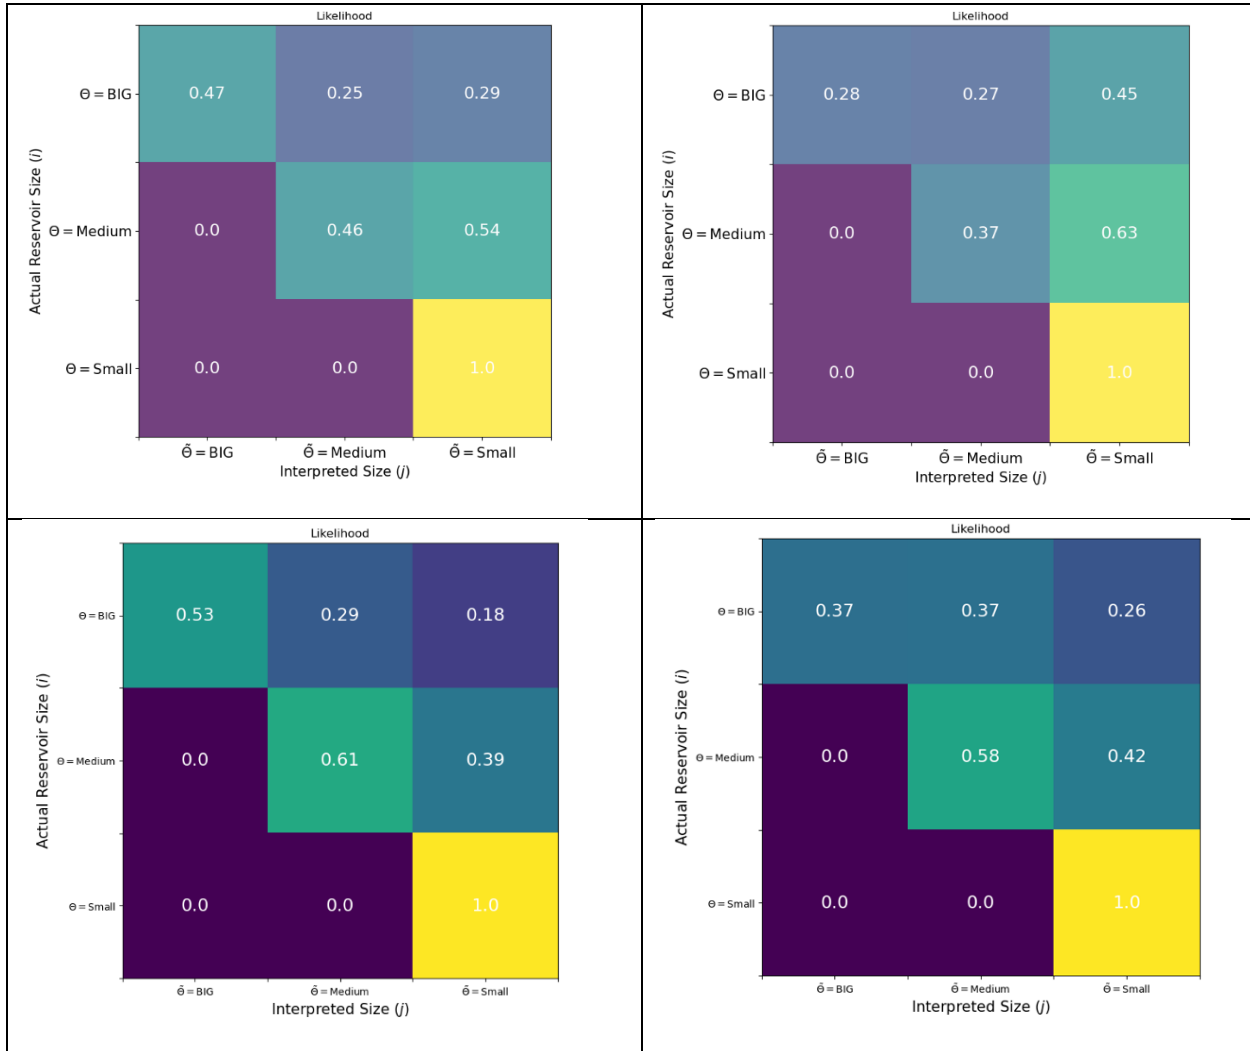 Likelihood
Θ = BIG 0.47 0.25 0.29
Θ = Medium 0.0 0.46 0.54
Θ = Small 0.0 0.0 1.0
Θ̃ = BIG Θ̃ = Medium Θ̃ = Small
Interpreted Size (j)
Actual Reservoir Size (i)
Likelihood
Θ = BIG 0.28 0.27 0.45
Θ = Medium 0.0 0.37 0.63
Θ = Small 0.0 0.0 1.0
Θ̃ = BIG Θ̃ = Medium Θ̃ = Small
Interpreted Size (j)
Actual Reservoir Size (i)
Likelihood
Θ = BIG 0.53 0.29 0.18
Θ = Medium 0.0 0.61 0.39
Θ = Small 0.0 0.0 1.0
Θ̃ = BIG Θ̃ = Medium Θ̃ = Small
Interpreted Size (j)
Actual Reservoir Size (i)
Likelihood
Θ = BIG 0.37 0.37 0.26
Θ = Medium 0.0 0.58 0.42
Θ = Small 0.0 0.0 1.0
Θ̃ = BIG Θ̃ = Medium Θ̃ = Small
Interpreted Size (j)
Actual Reservoir Size (i)